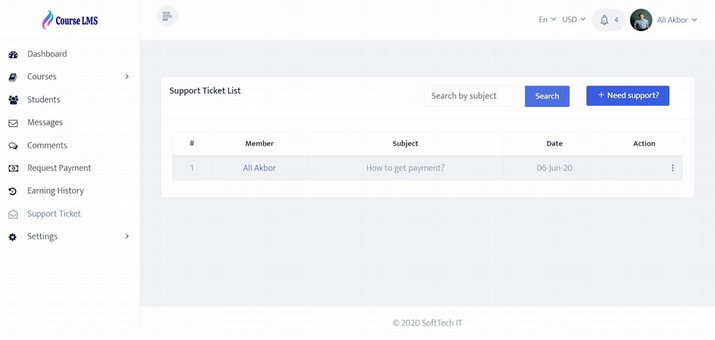 Course LMS
En
USD
4
Ali Akbor
Dashboard
Courses
Students
Messages
Comments
Request Payment
Earning History
Support Ticket
Settings
Support Ticket List
Search by subject
Search
+ Need support?
# Member Subject Date Action
1 Ali Akbor How to get payment? 06-Jun-20
© 2020 SoftTech IT